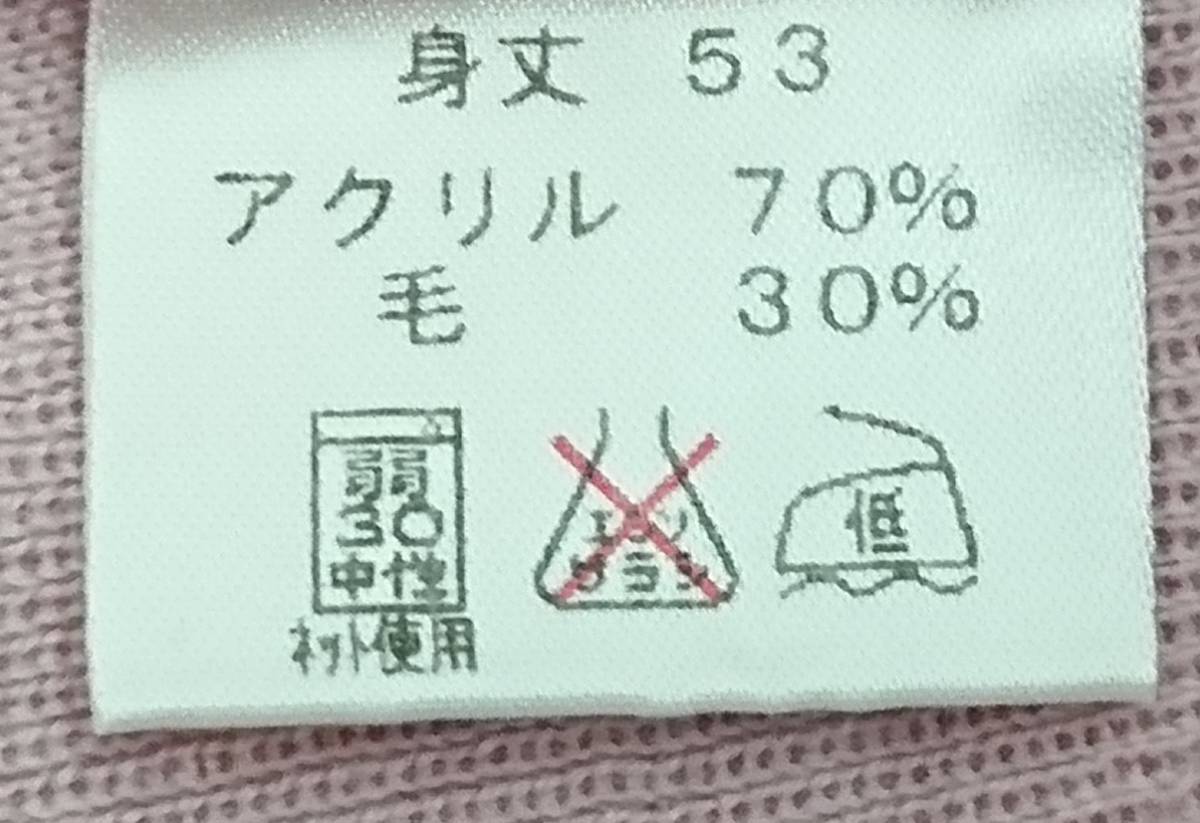 身丈 53
アクリル 70%
毛 30%
弱
30
中性
ネット使用
エンソ
サラシ
低